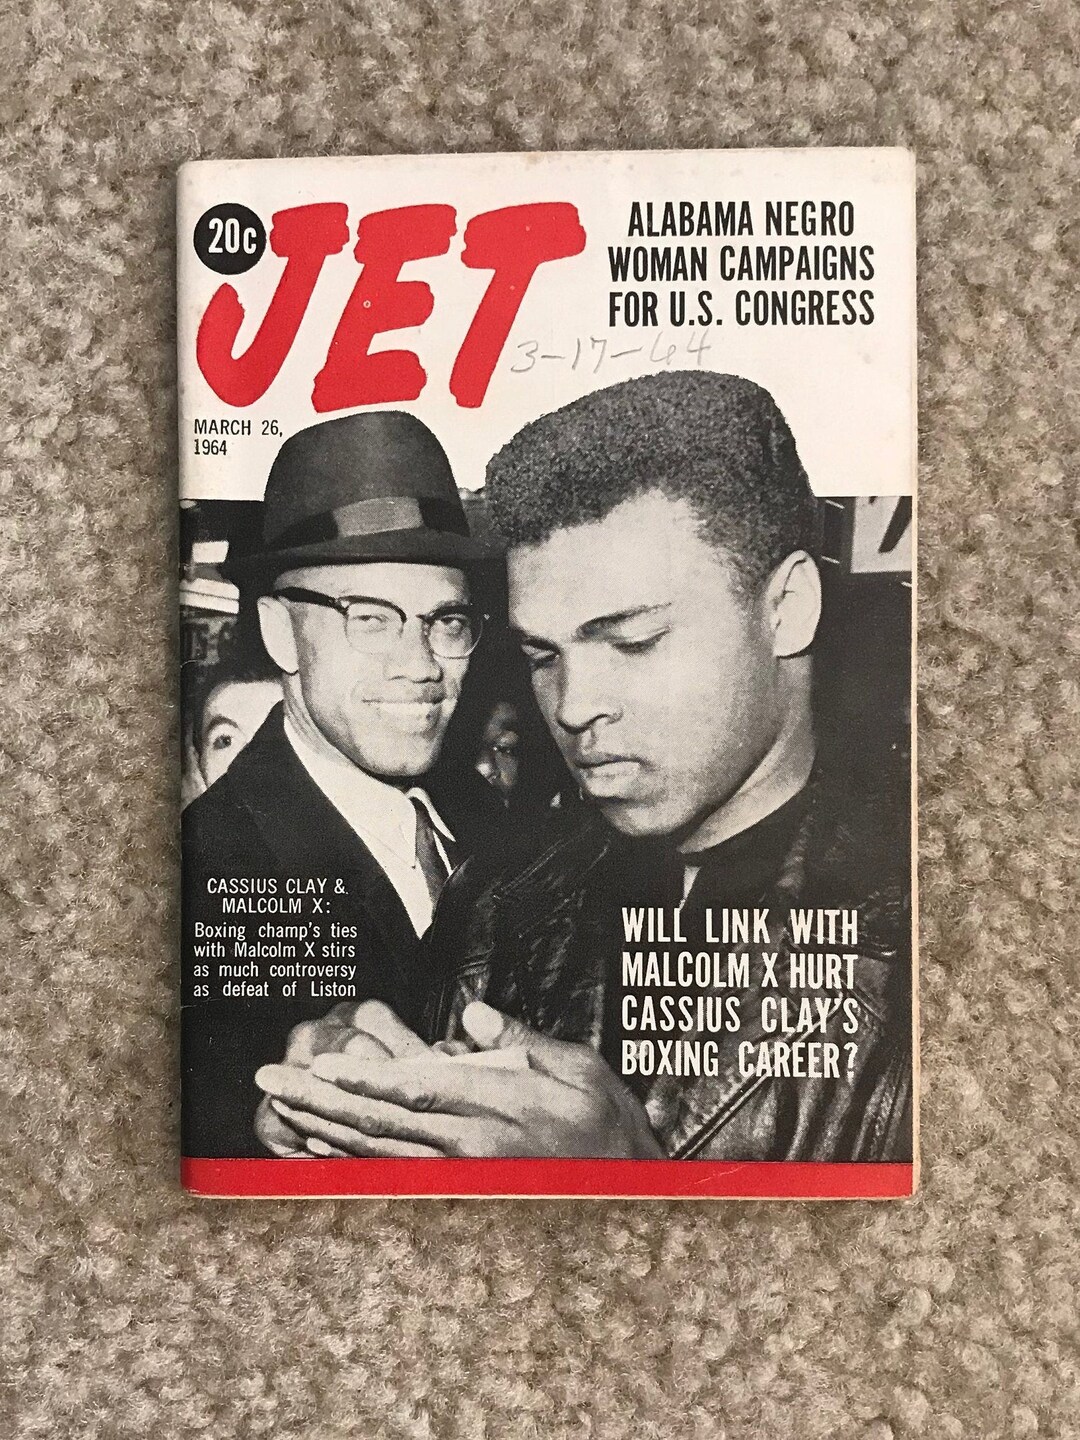 20c
JET
ALABAMA NEGRO
WOMAN CAMPAIGNS
FOR U.S. CONGRESS
3-17-64
MARCH 26,
1964
CASSIUS CLAY &
MALCOLM X:
Boxing champ's ties
with Malcolm X stirs
as much controversy
as defeat of Liston
WILL LINK WITH
MALCOLM X HURT
CASSIUS CLAY'S
BOXING CAREER?